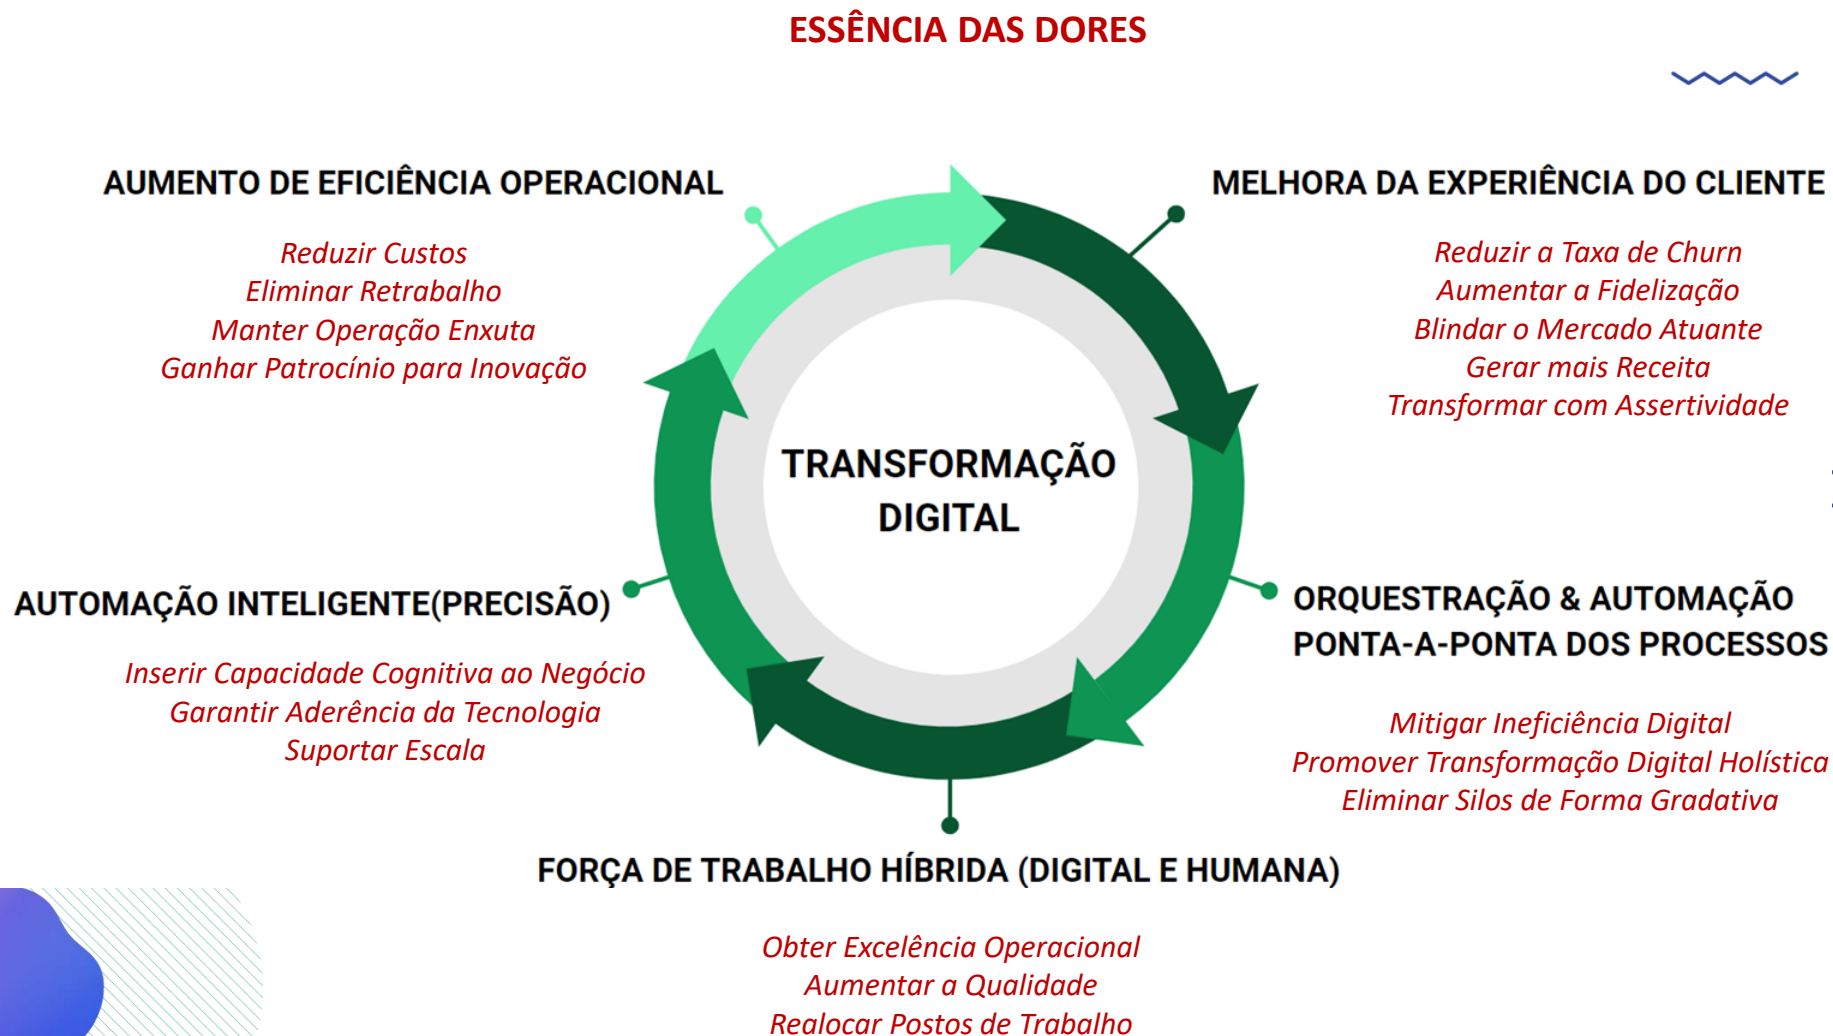 ESSÊNCIA DAS DORES
AUMENTO DE EFICIÊNCIA OPERACIONAL
Reduzir Custos
Eliminar Retrabalho
Manter Operação Enxuta
Ganhar Patrocínio para Inovação
MELHORA DA EXPERIÊNCIA DO CLIENTE
Reduzir a Taxa de Churn
Aumentar a Fidelização
Blindar o Mercado Atuante
Gerar mais Receita
Transformar com Assertividade
TRANSFORMAÇÃO
DIGITAL
AUTOMAÇÃO INTELIGENTE(PRECISÃO)
Inserir Capacidade Cognitiva ao Negócio
Garantir Aderência da Tecnologia
Suportar Escala
ORQUESTRAÇÃO & AUTOMAÇÃO
PONTA-A-PONTA DOS PROCESSOS
Mitigar Ineficiência Digital
Promover Transformação Digital Holística
Eliminar Silos de Forma Gradativa
FORÇA DE TRABALHO HÍBRIDA (DIGITAL E HUMANA)
Obter Excelência Operacional
Aumentar a Qualidade
Realocar Postos de Trabalho